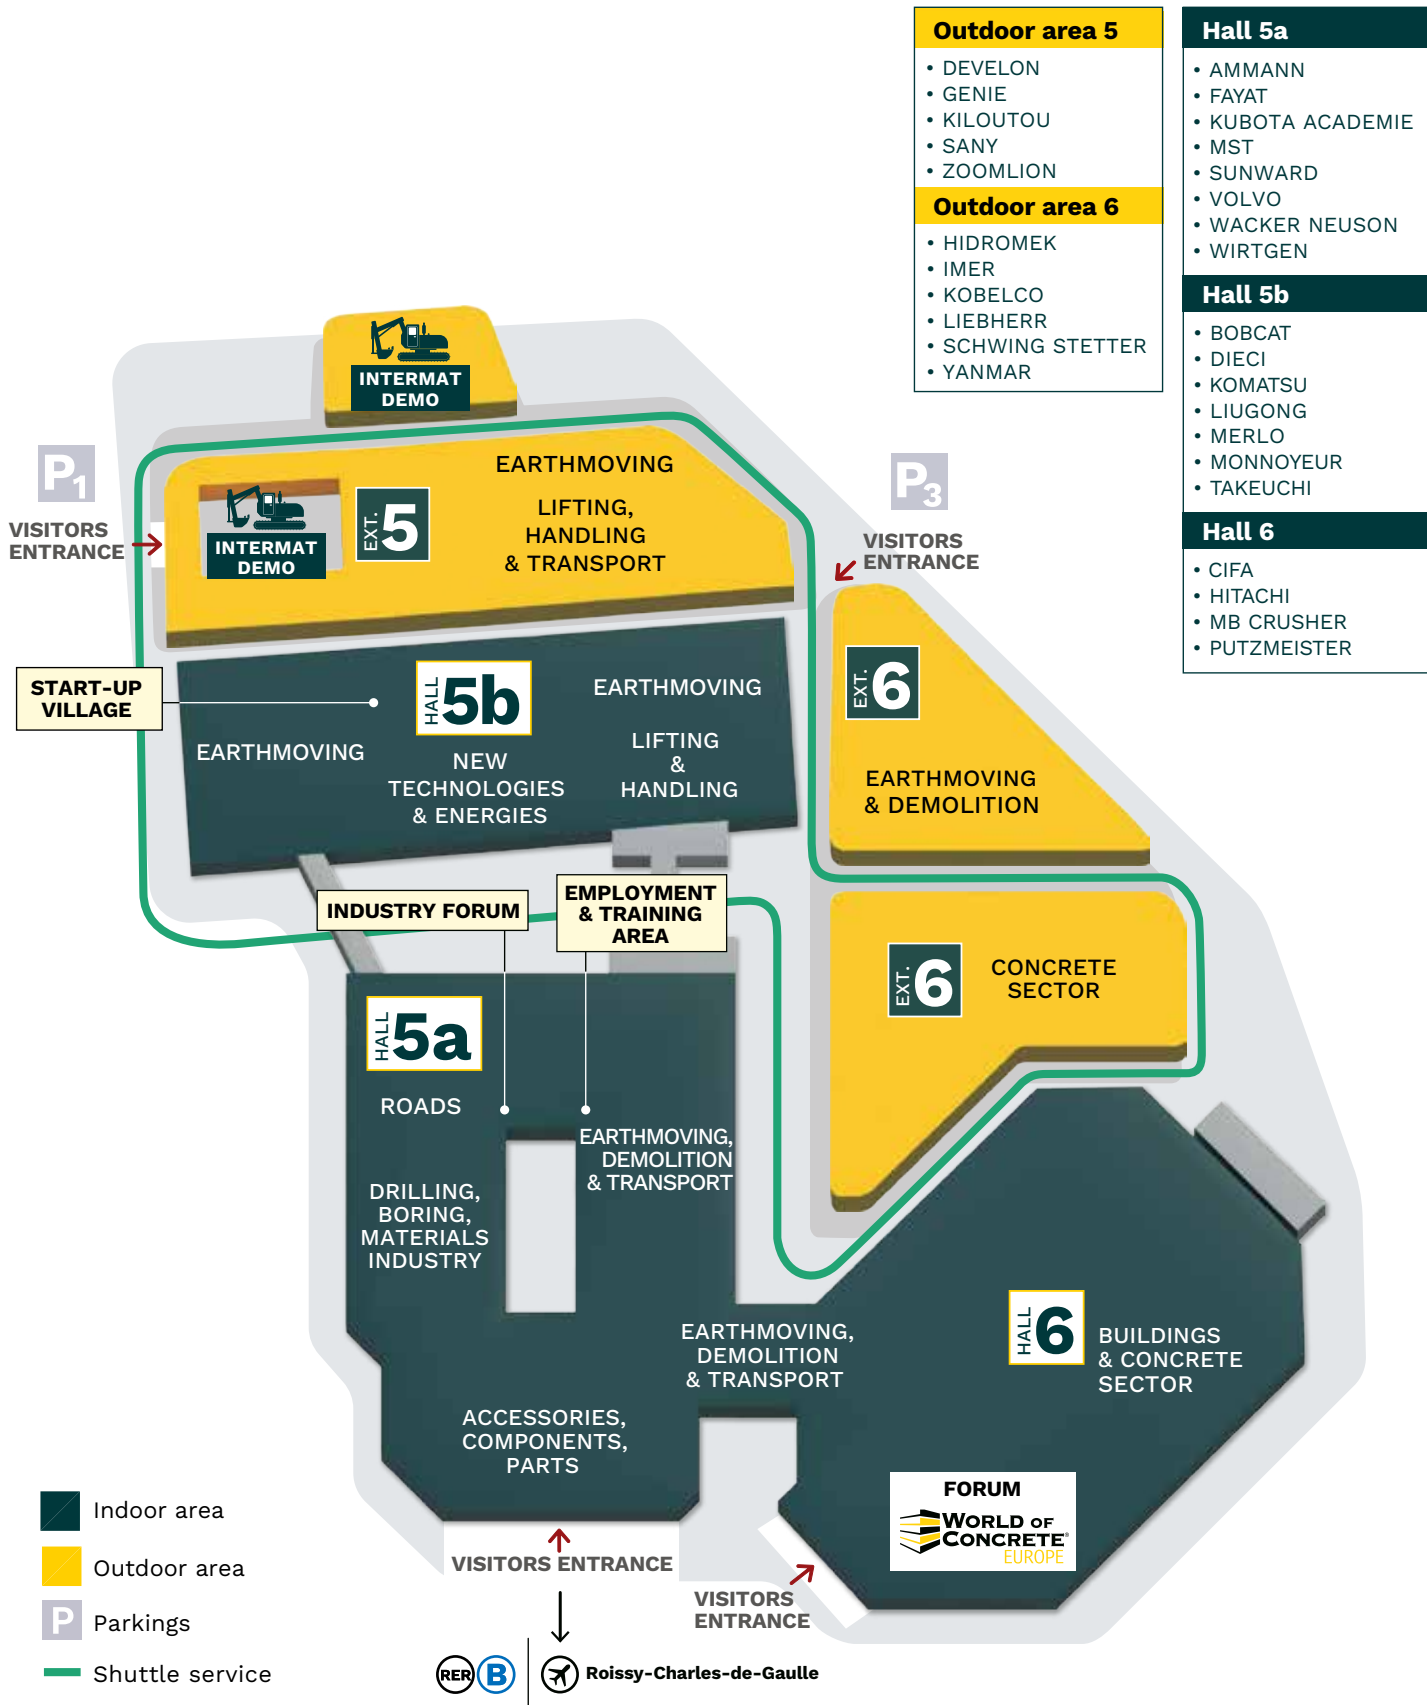 Outdoor area 5
• DEVELON
• GENIE
• KILOUTOU
• SANY
• ZOOMLION
Outdoor area 6
• HIDROMEK
• IMER
• KOBELCO
• LIEBHERR
• SCHWING STETTER
• YANMAR
Hall 5a
• AMMANN
• FAYAT
• KUBOTA ACADEMIE
• MST
• SUNWARD
• VOLVO
• WACKER NEUSON
• WIRTGEN
Hall 5b
• BOBCAT
• DIECI
• KOMATSU
• LIUGONG
• MERLO
• MONNOYEUR
• TAKEUCHI
Hall 6
• CIFA
• HITACHI
• MB CRUSHER
• PUTZMEISTER
INTERMAT
DEMO
P1
VISITORS
ENTRANCE
INTERMAT
DEMO
EXT. 5
EARTHMOVING
LIFTING,
HANDLING
& TRANSPORT
P3
VISITORS
ENTRANCE
START-UP
VILLAGE
EARTHMOVING
HALL 5b
NEW
TECHNOLOGIES
& ENERGIES
EARTHMOVING
LIFTING
&
HANDLING
EXT. 6
EARTHMOVING
& DEMOLITION
INDUSTRY FORUM
EMPLOYMENT
& TRAINING
AREA
EXT. 6
CONCRETE
SECTOR
HALL 5a
ROADS
EARTHMOVING,
DEMOLITION
& TRANSPORT
DRILLING,
BORING,
MATERIALS
INDUSTRY
EARTHMOVING,
DEMOLITION
& TRANSPORT
HALL 6
BUILDINGS
& CONCRETE
SECTOR
ACCESSORIES,
COMPONENTS,
PARTS
FORUM
WORLD OF
CONCRETE®
EUROPE
VISITORS ENTRANCE
VISITORS
ENTRANCE
RER B
Roissy-Charles-de-Gaulle
Indoor area
Outdoor area
P Parkings
Shuttle service